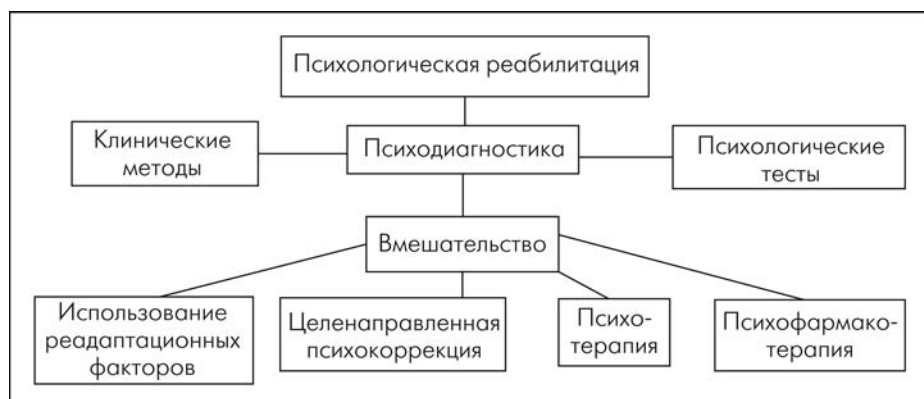 Психологическая реабилитация
Клинические
методы
Психодиагностика
Психологические
тесты
Вмешательство
Использование
реадаптационных
факторов
Целенаправленная
психокоррекция
Психо-
терапия
Психофармако-
терапия